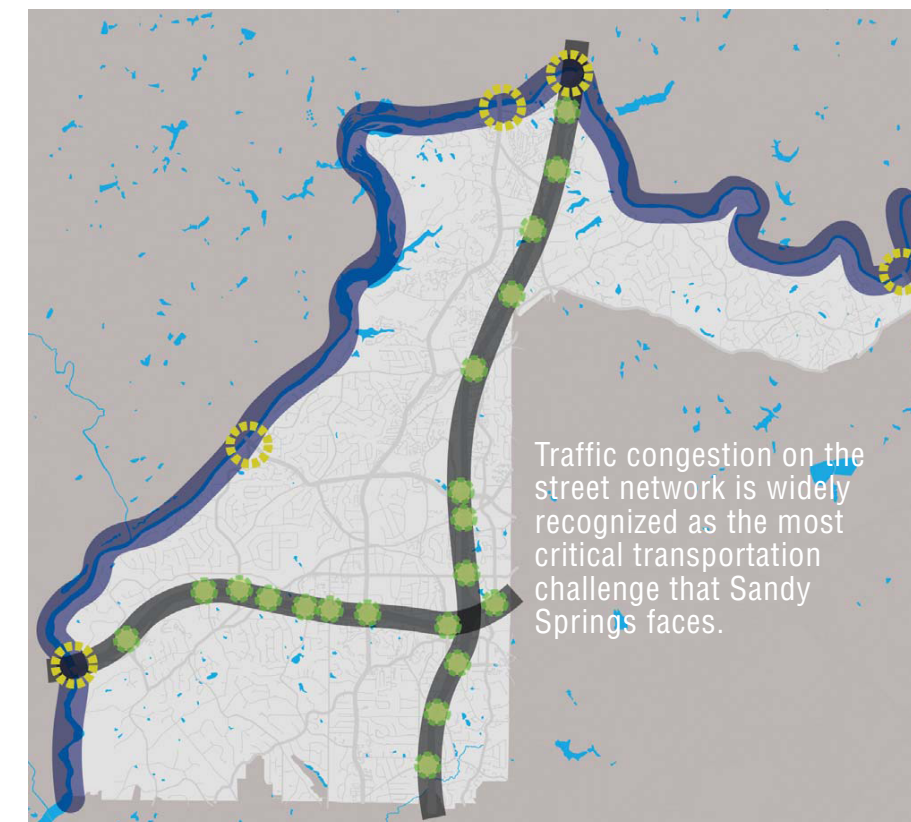 Traffic congestion on the
street network is widely
recognized as the most
critical transportation
challenge that Sandy
Springs faces.